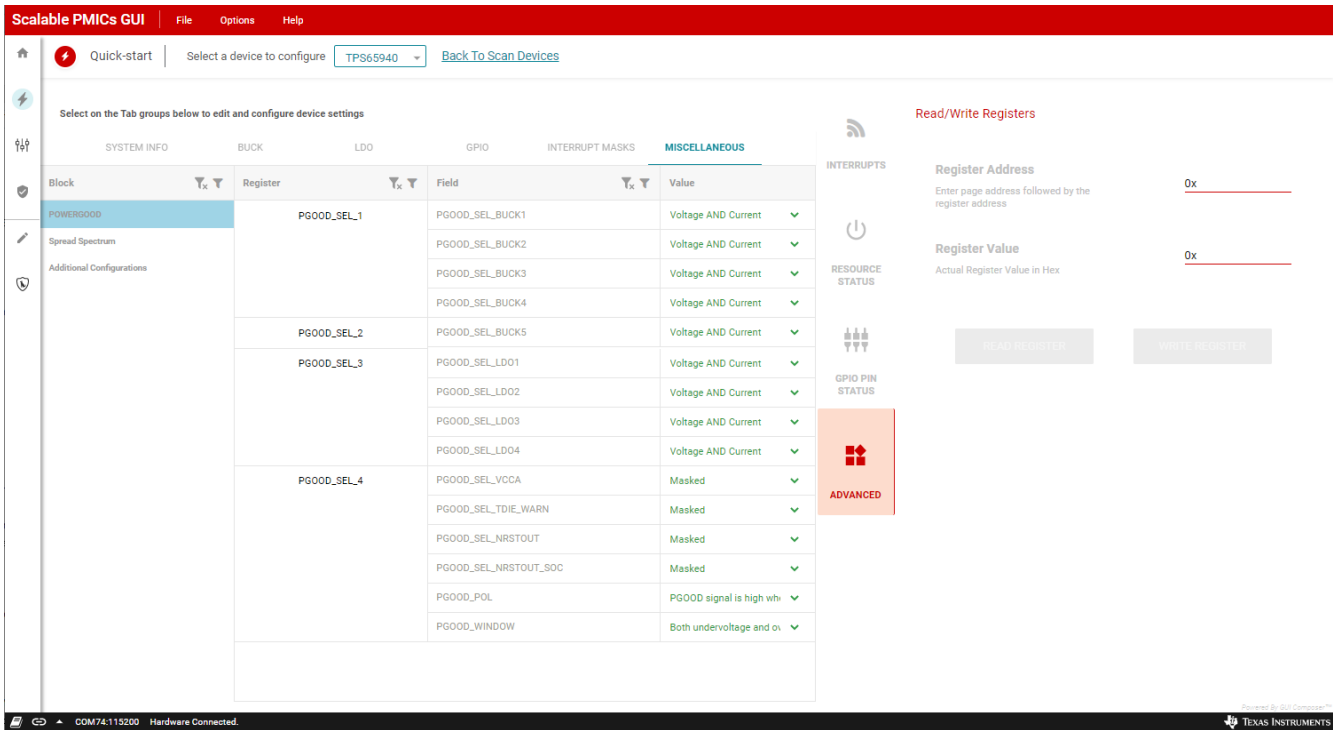 Scalable PMICs GUI File Options Help
Quick-start Select a device to configure TPS65940 Back To Scan Devices
Select on the Tab groups below to edit and configure device settings
SYSTEM INFO BUCK LDO GPIO INTERRUPT MASKS MISCELLANEOUS
Block Register Field Value
POWERGOOD
Spread Spectrum
Additional Configurations
PGOOD_SEL_1 PGOOD_SEL_BUCK1 Voltage AND Current
PGOOD_SEL_BUCK2 Voltage AND Current
PGOOD_SEL_BUCK3 Voltage AND Current
PGOOD_SEL_BUCK4 Voltage AND Current
PGOOD_SEL_2 PGOOD_SEL_BUCK5 Voltage AND Current
PGOOD_SEL_3 PGOOD_SEL_LDO1 Voltage AND Current
PGOOD_SEL_LDO2 Voltage AND Current
PGOOD_SEL_LDO3 Voltage AND Current
PGOOD_SEL_LDO4 Voltage AND Current
PGOOD_SEL_4 PGOOD_SEL_VCCA Masked
PGOOD_SEL_TDIE_WARN Masked
PGOOD_SEL_NRSTOUT Masked
PGOOD_SEL_NRSTOUT_SOC Masked
PGOOD_POL PGOOD signal is high wh
PGOOD_WINDOW Both undervoltage and o
INTERRUPTS
RESOURCE
STATUS
GPIO PIN
STATUS
ADVANCED
Read/Write Registers
Register Address 0x
Enter page address followed by the
register address
Register Value 0x
Actual Register Value in Hex
READ REGISTER WRITE REGISTER
Powered By GUI Composer™
COM74:115200 Hardware Connected. TEXAS INSTRUMENTS